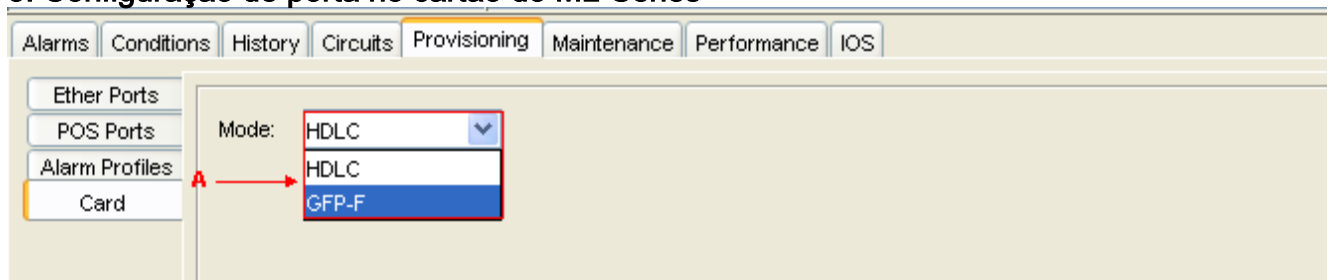 Alarms Conditions History Circuits Provisioning Maintenance Performance IOS
Ether Ports
POS Ports
Alarm Profiles
Card
Mode: HDLC
HDLC
GFP-F
A